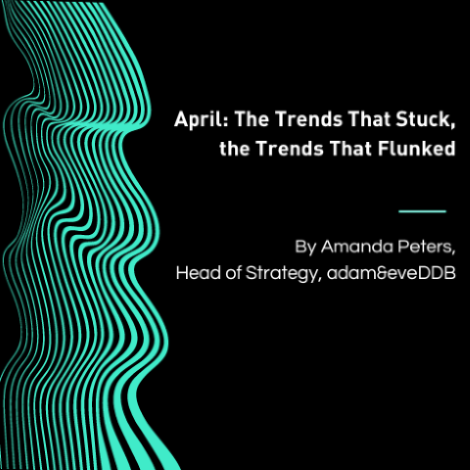 April: The Trends That Stuck,
the Trends That Flunked
By Amanda Peters,
Head of Strategy, adam&eveDDB